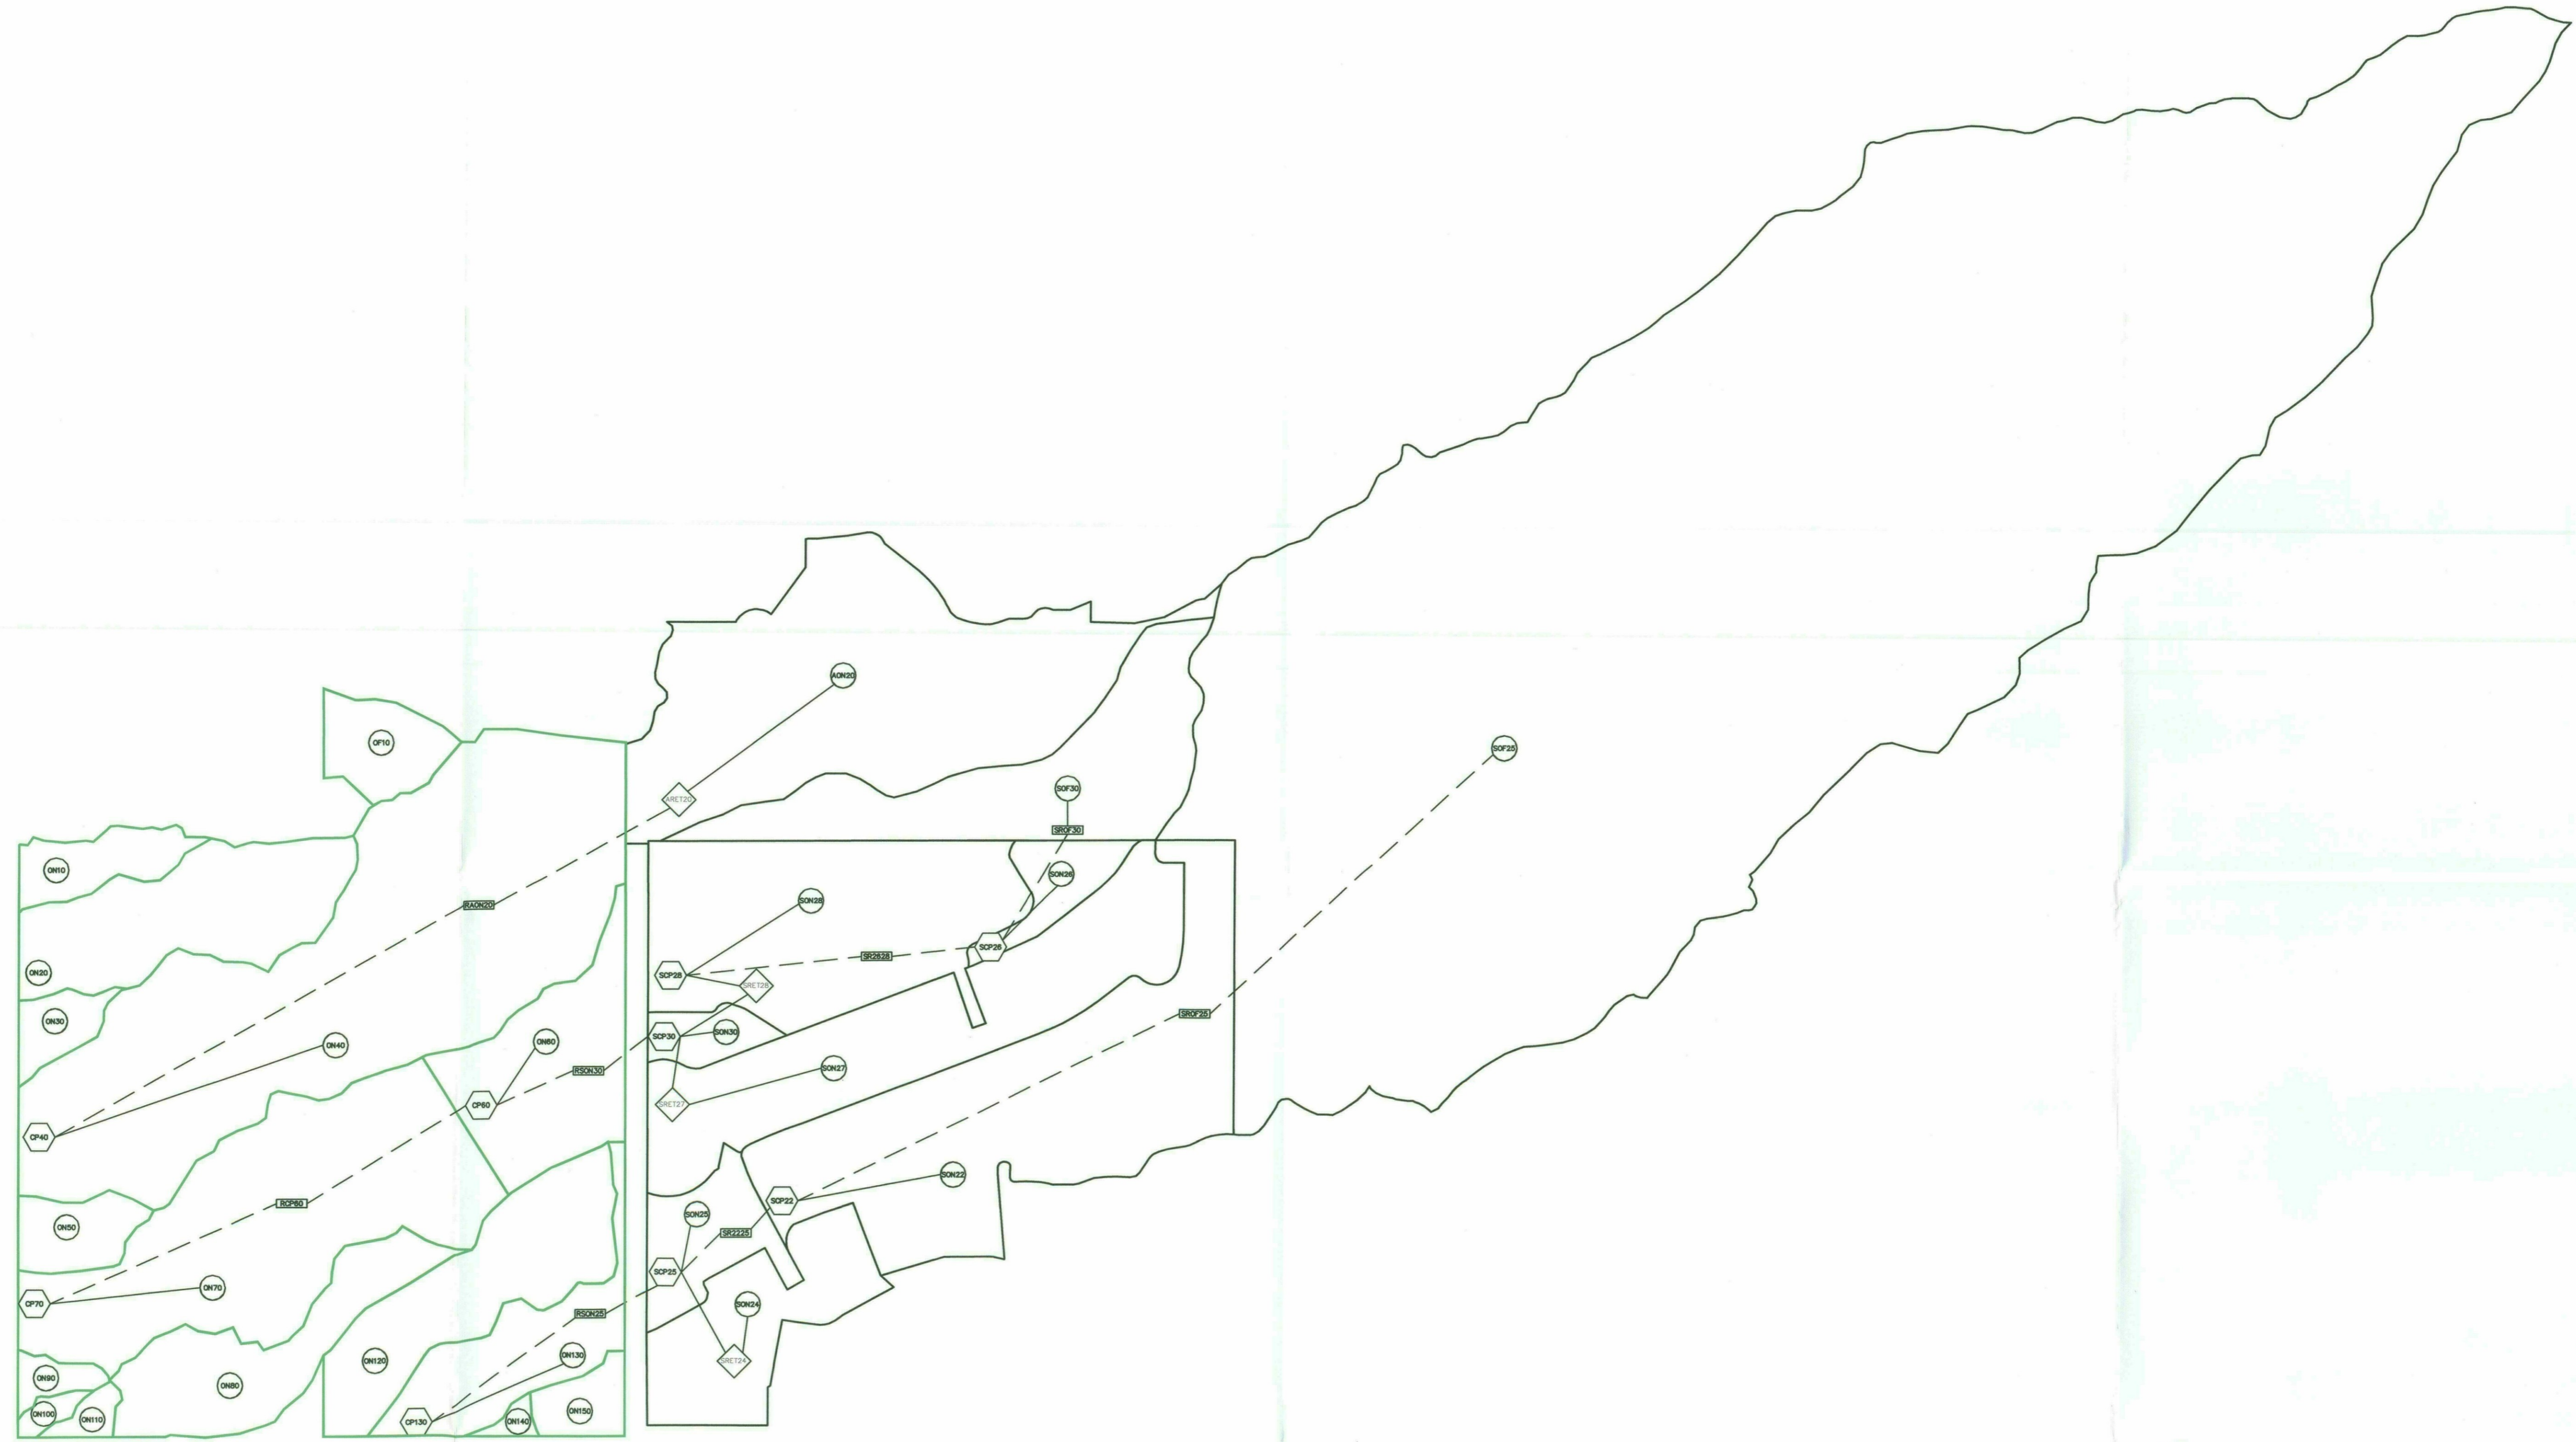 AON20
OF10
SOF25
SOF30
ARET20
SROF30
ON10
SON26
SON28
RAON20
SCP26
SR2628
ON20
SCP28
SRET28
SROF25
ON30
SCP30
SON30
ON40
ON60
RSON30
SON27
CP60
SRET27
CP40
SON22
SCP22
RCP60
SON25
ON50
SR2225
SCP25
ON70
CP70
SON24
RSON25
ON130
ON120
SRET24
ON90
ON80
ON150
ON100
ON110
ON140
CP130